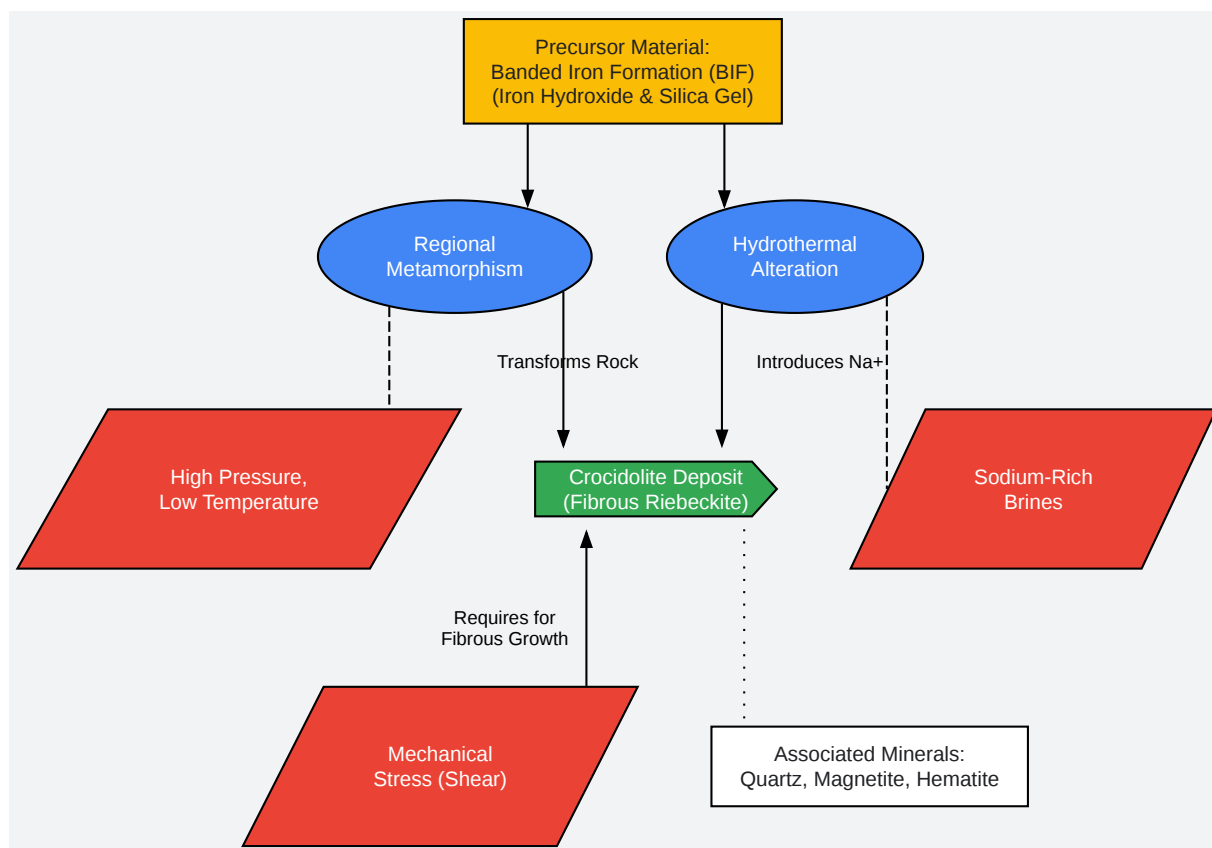 Precursor Material:
Banded Iron Formation (BIF)
(Iron Hydroxide & Silica Gel)
Regional
Metamorphism
Hydrothermal
Alteration
Transforms Rock
Introduces Na+
High Pressure,
Low Temperature
Crocidolite Deposit
(Fibrous Riebeckite)
Sodium-Rich
Brines
Requires for
Fibrous Growth
Mechanical
Stress (Shear)
Associated Minerals:
Quartz, Magnetite, Hematite